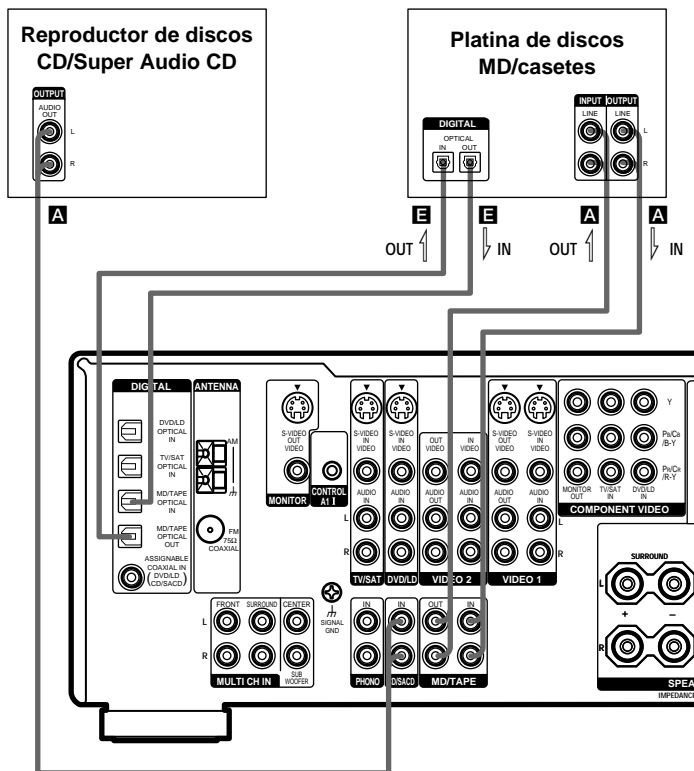 Reproductor de discos
CD/Super Audio CD
OUTPUT
AUDIO
OUT
L
R
Platina de discos
MD/casetes
DIGITAL
OPTICAL
IN OUT
INPUT OUTPUT
LINE LINE
L
R
A
E E A A
OUT IN OUT IN
DIGITAL
DVD/LD
OPTICAL
IN
TV/SAT
OPTICAL
IN
MD/TAPE
OPTICAL
IN
MD/TAPE
OPTICAL
OUT
ASSIGNABLE
COAXIAL IN
(DVD/LD
CD/SACD)
ANTENNA
AM
FM
75Ω
COAXIAL
S-VIDEO
OUT
VIDEO
MONITOR
CONTROL
A1
S-VIDEO
IN
VIDEO
AUDIO
IN
L
R
TV/SAT
S-VIDEO
IN
VIDEO
AUDIO
IN
DVD/LD
OUT IN
VIDEO VIDEO
AUDIO AUDIO
OUT IN
VIDEO 2
S-VIDEO S-VIDEO
OUT IN
VIDEO VIDEO
AUDIO AUDIO
OUT IN
L
R
VIDEO 1
Y
PB/CB
/B-Y
PR/CR
/R-Y
MONITOR TV/SAT DVD/LD
OUT IN IN
COMPONENT VIDEO
SURROUND
L
+ –
R
SPEA
IMPEDANCE
FRONT SURROUND CENTER
L
R
SUB
WOOFER
MULTI CH IN
SIGNAL
GND
IN IN OUT IN
PHONO D/SACD MD/TAPE